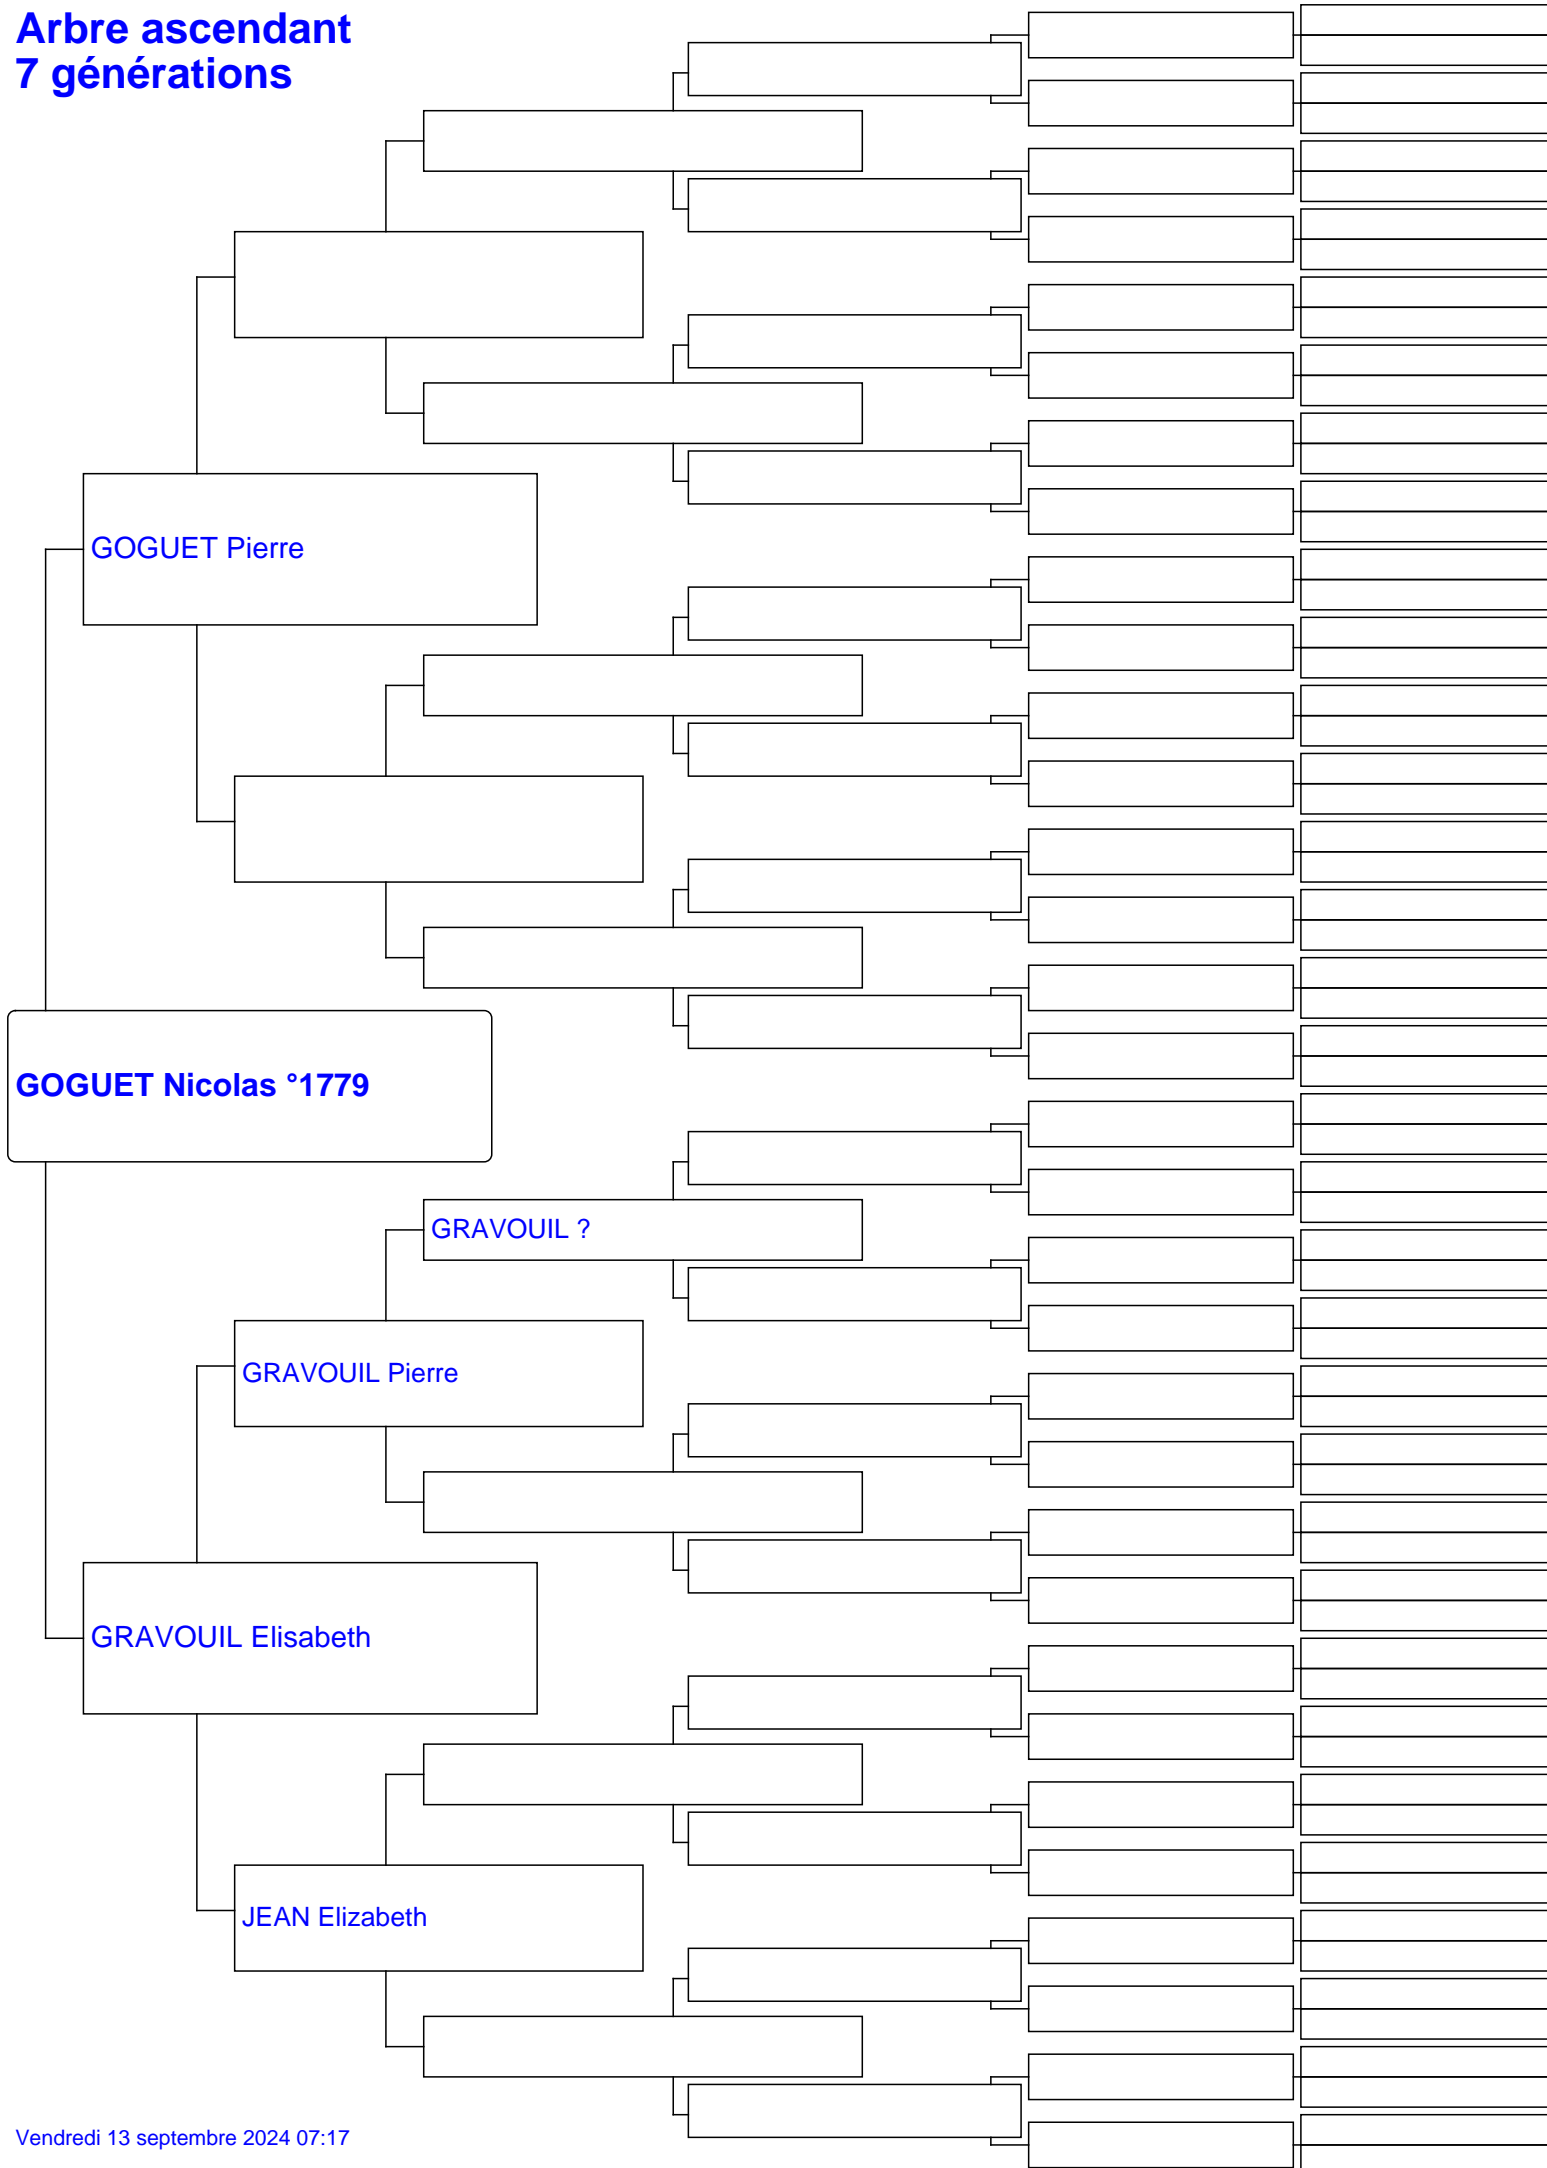 Arbre ascendant
7 générations
GOGUET Pierre
GOGUET Nicolas °1779
GRAVOUIL ?
GRAVOUIL Pierre
GRAVOUIL Elisabeth
JEAN Elizabeth
Vendredi 13 septembre 2024 07:17